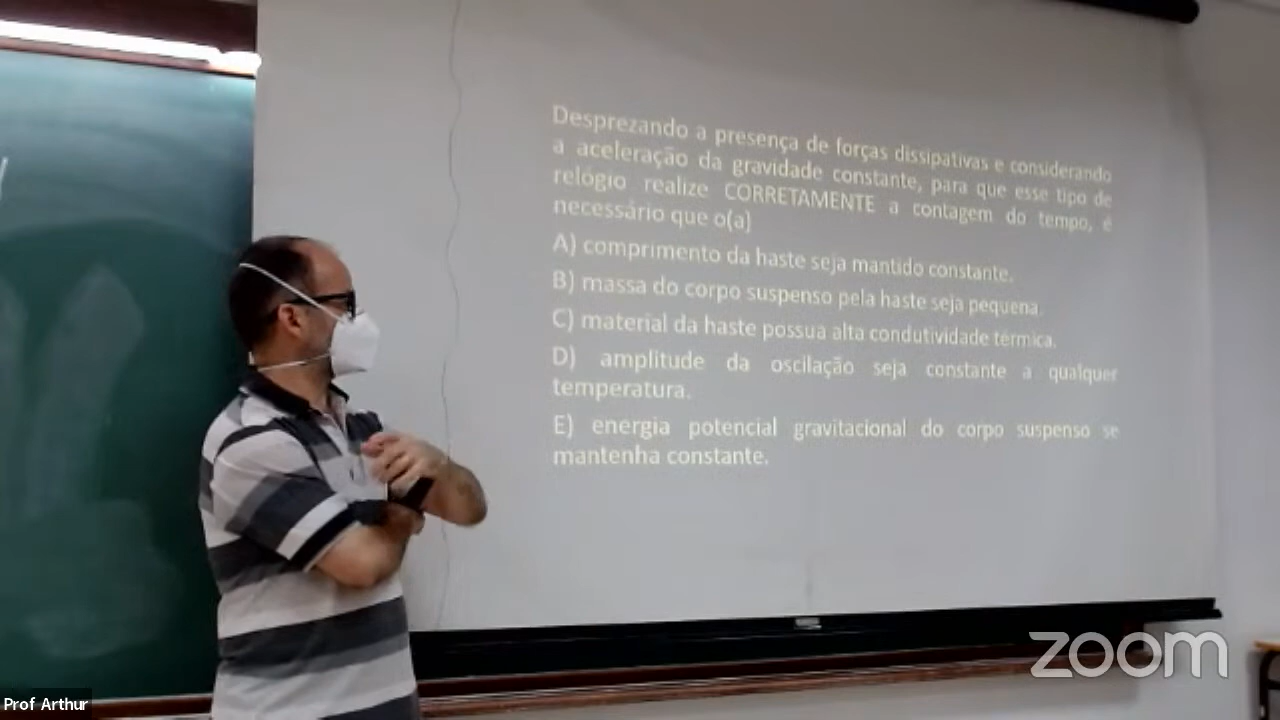 Desprezando a presença de forças dissipativas e considerando
a aceleração da gravidade constante, para que esse tipo de
relógio realize CORRETAMENTE a contagem do tempo, é
necessário que o(a)
A) comprimento da haste seja mantido constante.
B) massa do corpo suspenso pela haste seja pequena.
C) material da haste possua alta condutividade térmica.
D) amplitude da oscilação seja constante a qualquer
temperatura.
E) energia potencial gravitacional do corpo suspenso se
mantenha constante.
zoom
Prof Arthur